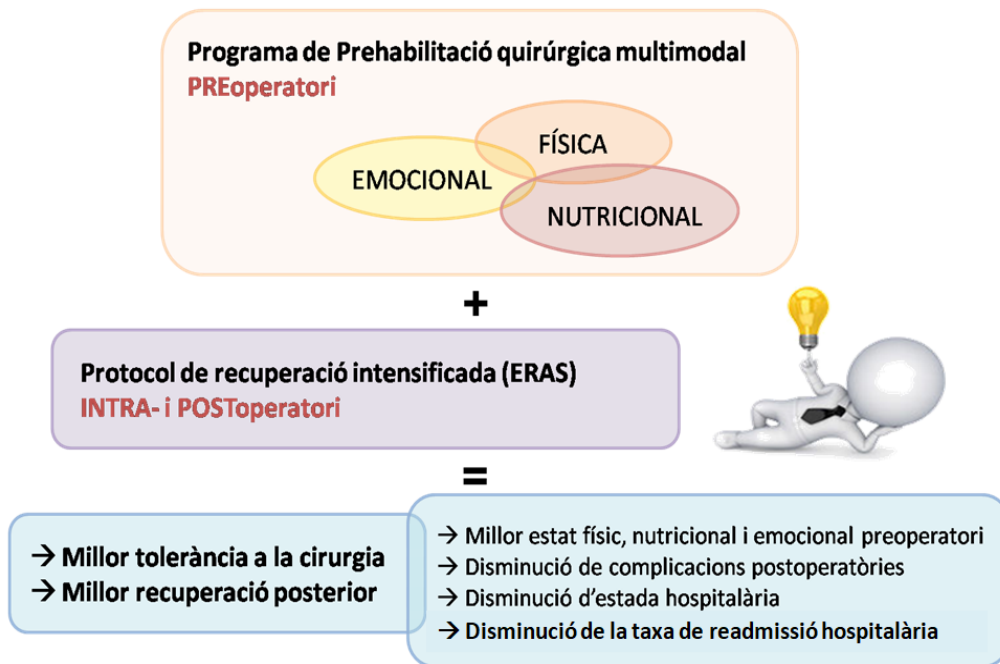 Programa de Prehabilitació quirúrgica multimodal
PREoperatori
FÍSICA
EMOCIONAL
NUTRICIONAL
+
Protocol de recuperació intensificada (ERAS)
INTRA- i POSToperatori
=
→ Millor tolerància a la cirurgia
→ Millor recuperació posterior
→ Millor estat físic, nutricional i emocional preoperatori
→ Disminució de complicacions postoperatòries
→ Disminució d'estada hospitalària
→ Disminució de la taxa de readmissió hospitalària